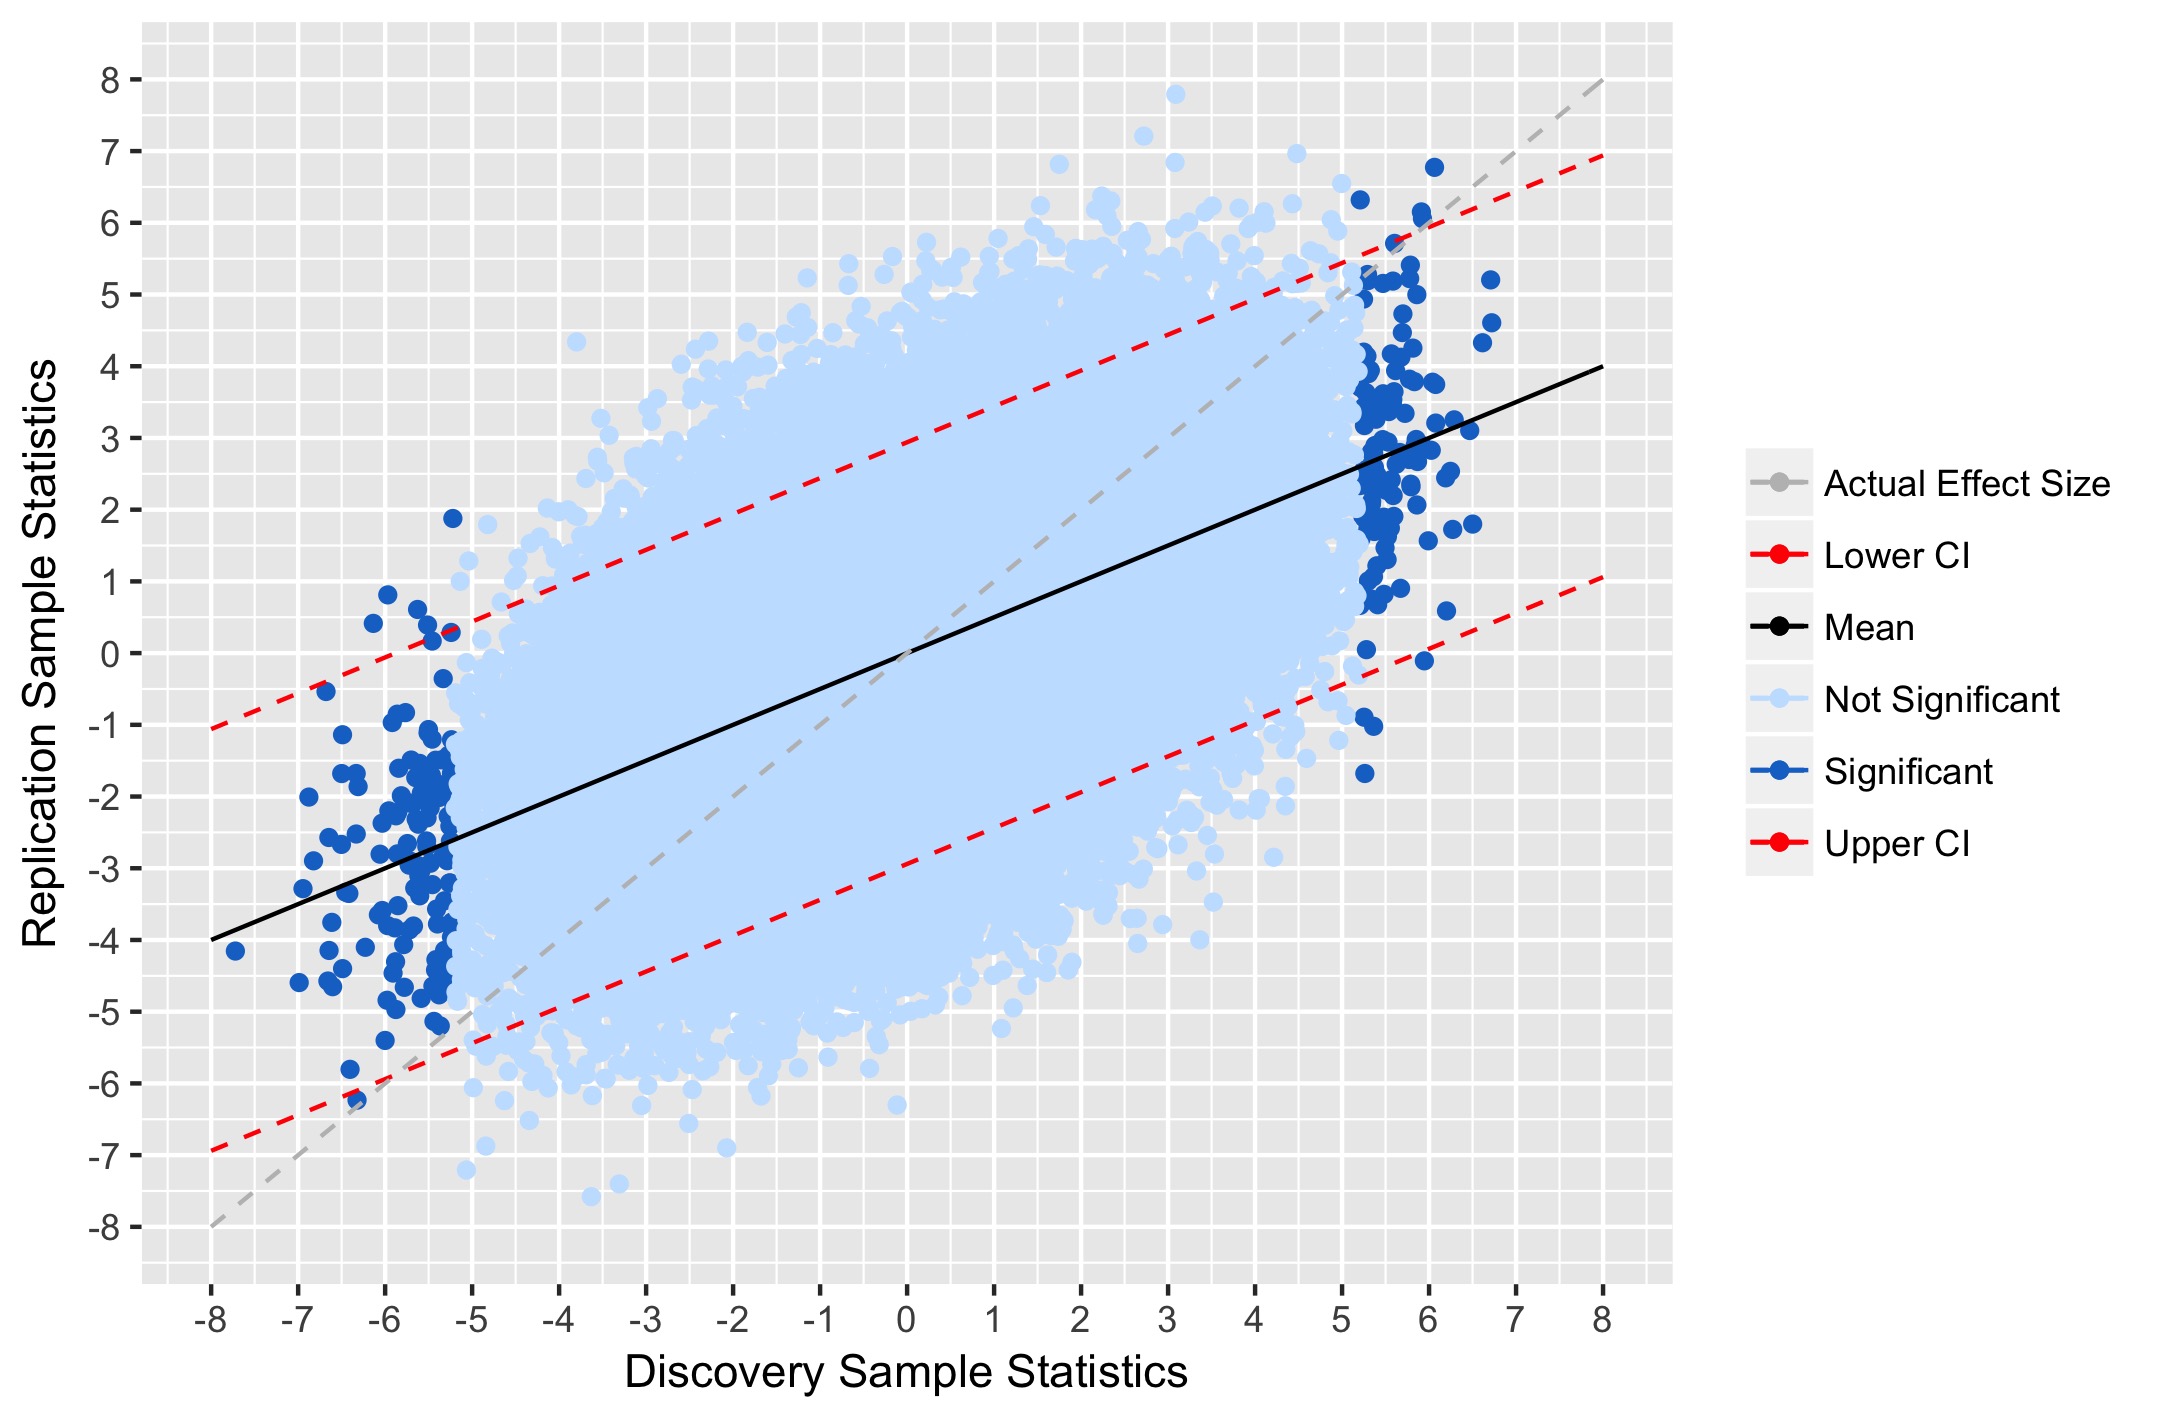 8
7
6
5
4
3
2
1
0
-1
-2
-3
-4
-5
-6
-7
-8
Replication Sample Statistics
-8 -7 -6 -5 -4 -3 -2 -1 0 1 2 3 4 5 6 7 8
Discovery Sample Statistics
Actual Effect Size
Lower CI
Mean
Not Significant
Significant
Upper CI